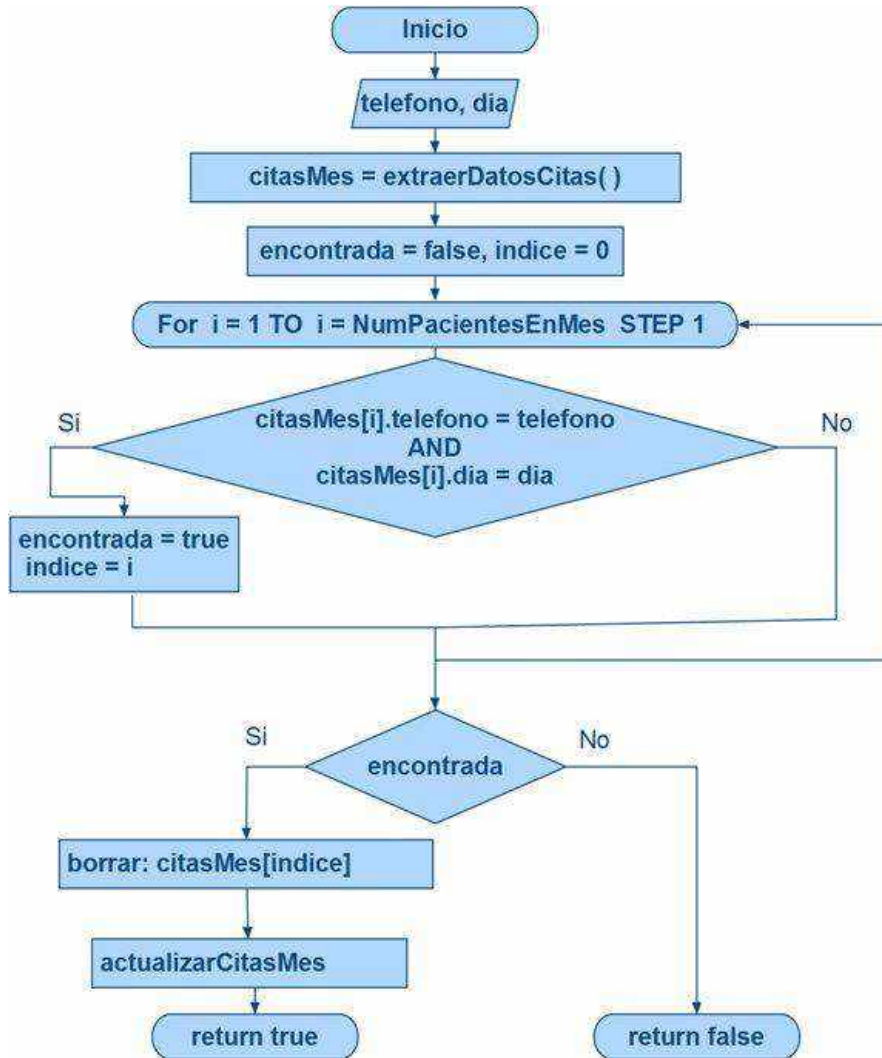 Inicio
telefono, dia
citasMes = extraerDatosCitas( )
encontrada = false, indice = 0
For i = 1 TO i = NumPacientesEnMes STEP 1
Si
citasMes[i].telefono = telefono
AND
citasMes[i].dia = dia
No
encontrada = true
indice = i
Si
No
encontrada
borrar: citasMes[indice]
actualizarCitasMes
return true
return false